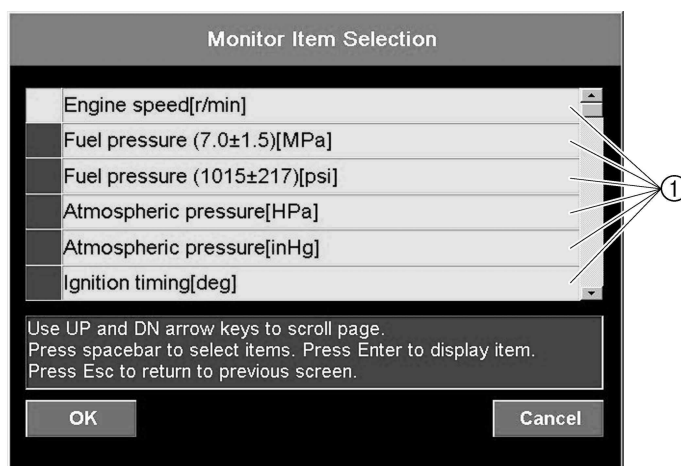 Monitor Item Selection
Engine speed[r/min]
Fuel pressure (7.0±1.5)[MPa]
Fuel pressure (1015±217)[psi]
Atmospheric pressure[HPa]
Atmospheric pressure[inHg]
Ignition timing[deg]
1
Use UP and DN arrow keys to scroll page.
Press spacebar to select items. Press Enter to display item.
Press Esc to return to previous screen.
OK
Cancel